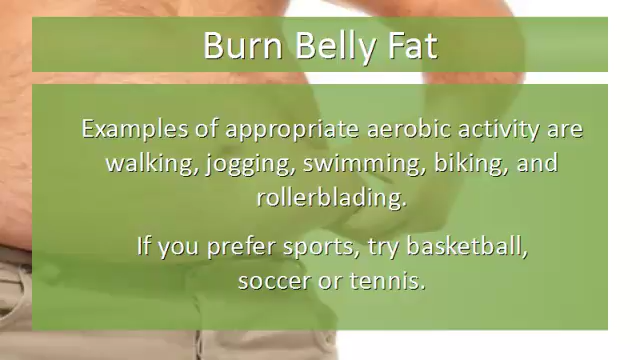 Burn Belly Fat
Examples of appropriate aerobic activity are
walking, jogging, swimming, biking, and
rollerblading.
If you prefer sports, try basketball,
soccer or tennis.